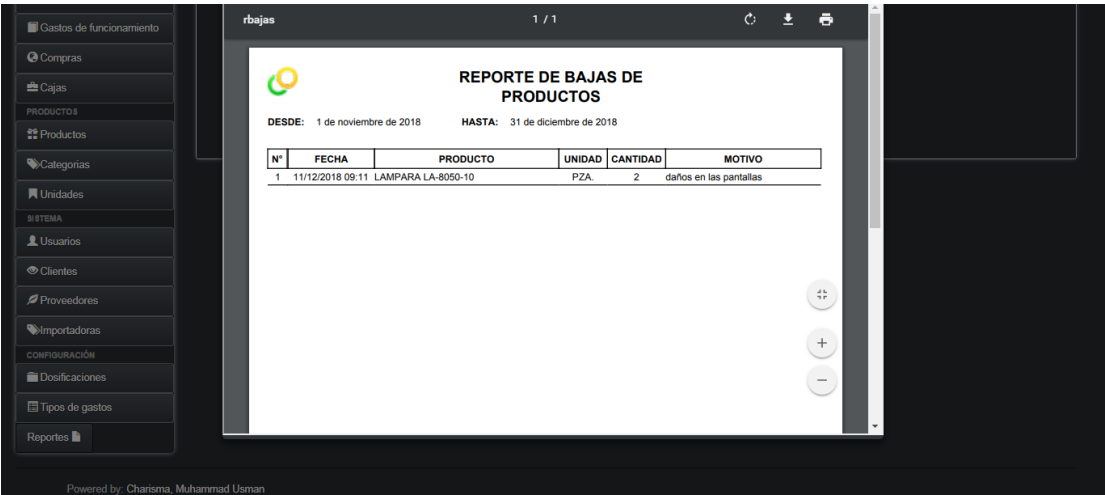 Gastos de funcionamiento
Compras
Cajas
PRODUCTOS
Productos
Categorias
Unidades
SISTEMA
Usuarios
Clientes
Proveedores
Importadoras
CONFIGURACIÓN
Dosificaciones
Tipos de gastos
Reportes
rbajas 1 / 1
REPORTE DE BAJAS DE
PRODUCTOS
DESDE: 1 de noviembre de 2018 HASTA: 31 de diciembre de 2018
N° FECHA PRODUCTO UNIDAD CANTIDAD MOTIVO
1 11/12/2018 09:11 LAMPARA LA-8050-10 PZA. 2 daños en las pantallas
Powered by: Charisma, Muhammad Usman